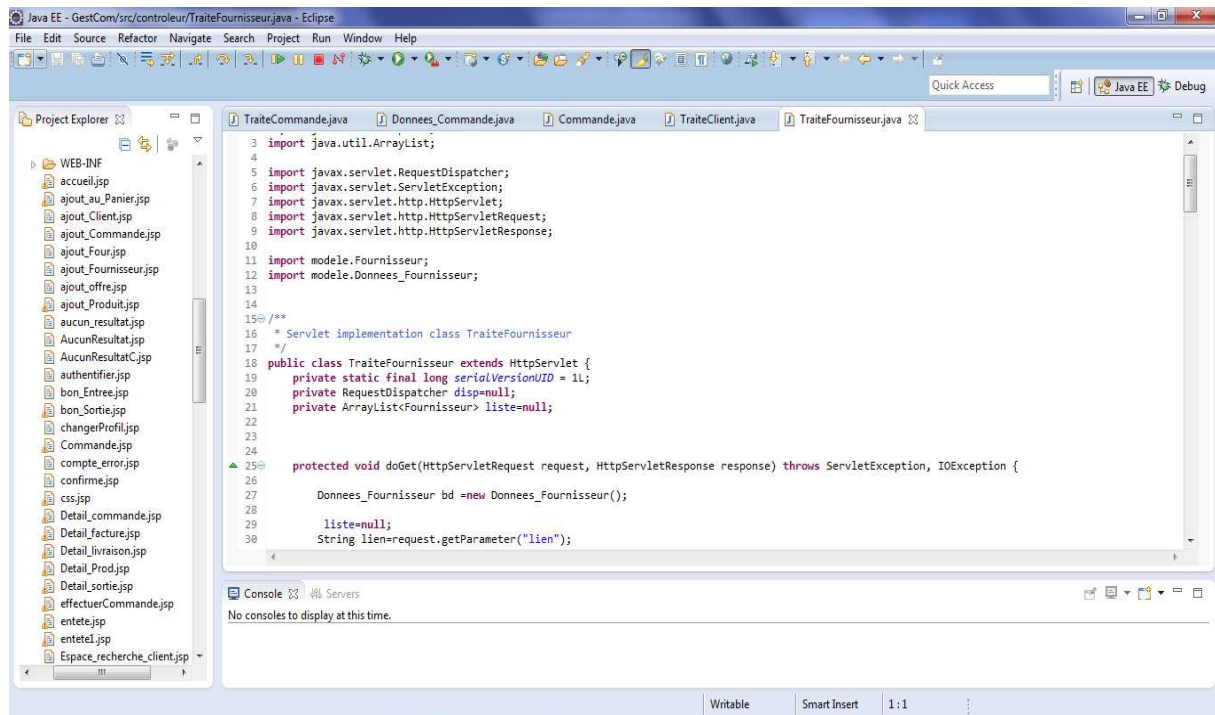 Java EE - GestCom/src/controleur/TraiteFournisseur.java - Eclipse
File Edit Source Refactor Navigate Search Project Run Window Help
Quick Access
Java EE Debug
Project Explorer
WEB-INF
accueil.jsp
ajout_au_Panier.jsp
ajout_Client.jsp
ajout_Commande.jsp
ajout_Four.jsp
ajout_Fournisseur.jsp
ajout_offre.jsp
ajout_Produit.jsp
aucun_resultat.jsp
AucunResultat.jsp
AucunResultatC.jsp
authentifier.jsp
bon_Entree.jsp
bon_Sortie.jsp
changerProfil.jsp
Commande.jsp
compte_error.jsp
confirme.jsp
css.jsp
Detail_commande.jsp
Detail_facture.jsp
Detail_livraison.jsp
Detail_Prod.jsp
Detail_sortie.jsp
effectuerCommande.jsp
entete.jsp
entete1.jsp
Espace_recherche_client.jsp
TraiteCommande.java Donnees_Commande.java Commande.java TraiteClient.java TraiteFournisseur.java
3 import java.util.ArrayList;
4
5 import javax.servlet.RequestDispatcher;
6 import javax.servlet.ServletException;
7 import javax.servlet.http.HttpServlet;
8 import javax.servlet.http.HttpServletRequest;
9 import javax.servlet.http.HttpServletResponse;
10
11 import modele.Fournisseur;
12 import modele.Donnees_Fournisseur;
13
14
15 /**
16 * Servlet implementation class TraiteFournisseur
17 */
18 public class TraiteFournisseur extends HttpServlet {
19 private static final long serialVersionUID = 1L;
20 private RequestDispatcher disp=null;
21 private ArrayList<Fournisseur> liste=null;
22
23
24
25 protected void doGet(HttpServletRequest request, HttpServletResponse response) throws ServletException, IOException {
26
27 Donnees_Fournisseur bd =new Donnees_Fournisseur();
28
29 liste=null;
30 String lien=request.getParameter("lien");
Console Servers
No consoles to display at this time.
Writable Smart Insert 1 : 1